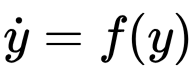 ẏ = f(y)